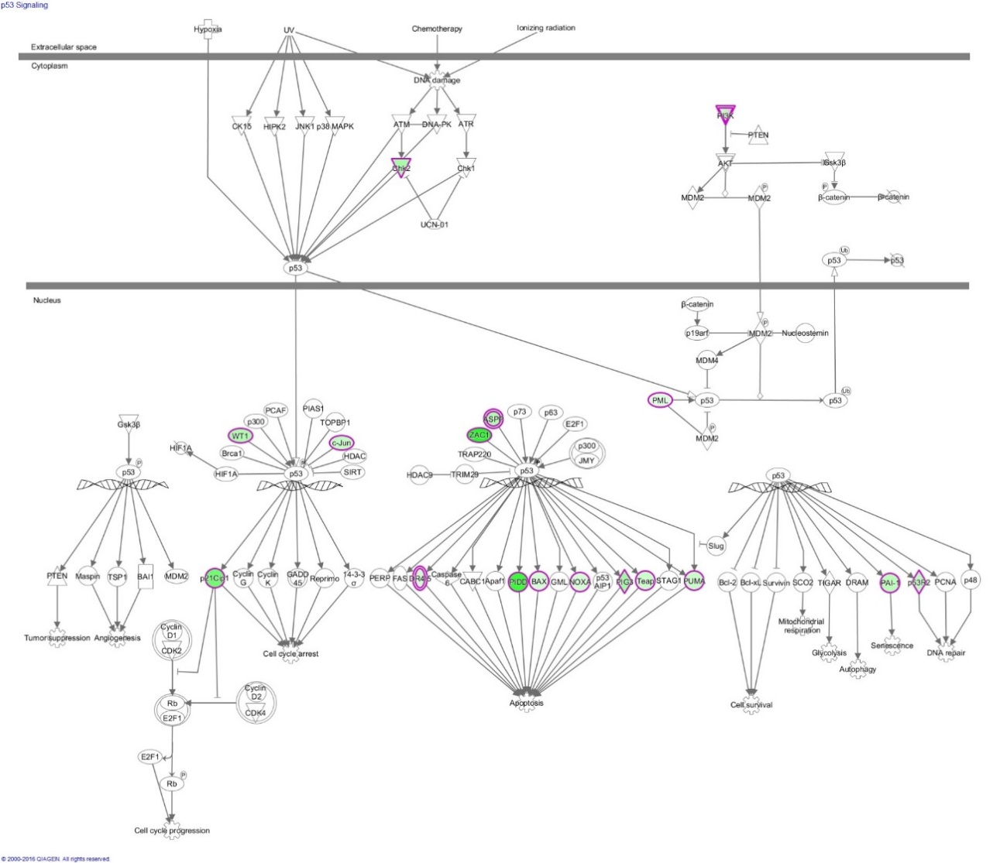 p53 Signaling
Hypoxia
UV
Chemotherapy
Ionizing radiation
Extracellular space
Cytoplasm
DNA damage
CK1δ
HIPK2
JNK1
p38 MAPK
ATM
DNA-PK
ATR
PI3K
PTEN
Chk2
Chk1
AKT
Gsk3β
MDM2
P
MDM2
P
β-catenin
β-catenin
UCN-01
p53
Ub
p53
p53
Nucleus
β-catenin
P
p19arf
MDM2
Nucleostemin
MDM4
PML
p53
Ub
p53
P
MDM2
Gsk3β
PCAF
PIAS1
p300
TOPBP1
WT1
c-Jun
HIF1A
Brca1
HDAC
HIF1A
P
p53
SIRT
P
p53
ASPP
p73
p63
E2F1
ZAC1
TRAP220
p300
JMY
HDAC9
TRIM29
p53
p53
Slug
PTEN
Maspin
TSP1
BAI1
MDM2
p21Cip1
Cyclin
G
Cyclin
K
GADD
45
Reprimo
14-3-3
σ
PERP
FAS
DR4/5
Caspase
6
CABC1
Apaf1
PIDD
BAX
GML
NOXA
p53
AIP1
PIG3
Teap
STAG1
PUMA
Bcl-2
Bcl-xL
Survivin
SCO2
TIGAR
DRAM
PAI-1
p53R2
PCNA
p48
Tumor suppression
Angiogenesis
Cyclin
D1
CDK2
Cell cycle arrest
Mitochondrial
respiration
Glycolysis
Autophagy
Senescence
DNA repair
Rb
E2F1
Cyclin
D2
CDK4
Apoptosis
Cell survival
E2F1
P
Rb
Cell cycle progression
© 2000-2016 QIAGEN. All rights reserved.